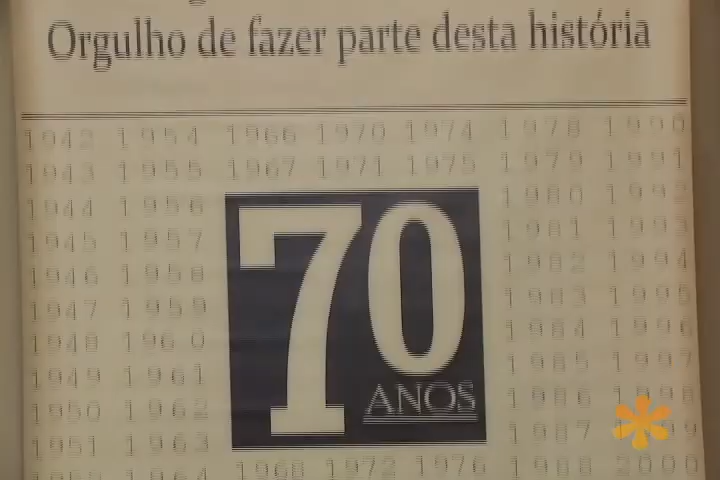 Orgulho de fazer parte desta história
1942 1954 1966 1970 1974 1978 1990
1943 1955 1967 1971 1975 1979 1991
1944 1956 1980 1992
1945 1957 1981 1993
1946 1958 1982 1994
1947 1959 1983 1995
1948 1960 1984 1996
1949 1961 1985 1997
1950 1962 1986 1998
1951 1963 1987
70
ANOS
1964 1968 1972 1976 1988 2000